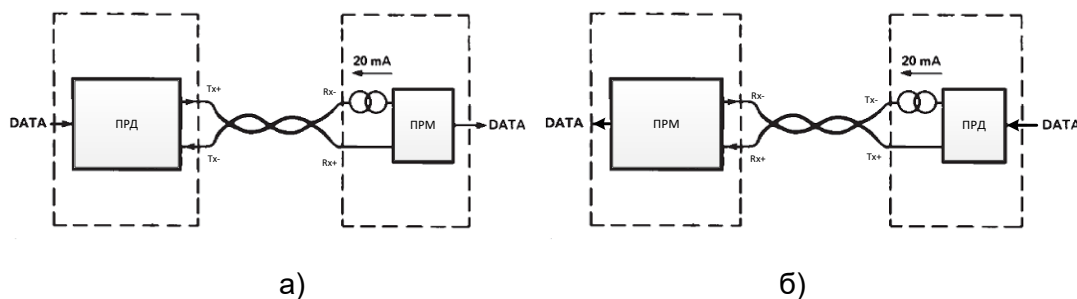 20 mA
DATA
ПРД
Tx+
Tx-
Rx-
Rx+
ПРМ
DATA
20 mA
DATA
ПРМ
Rx-
Rx+
Tx-
Tx+
ПРД
DATA
а)
б)